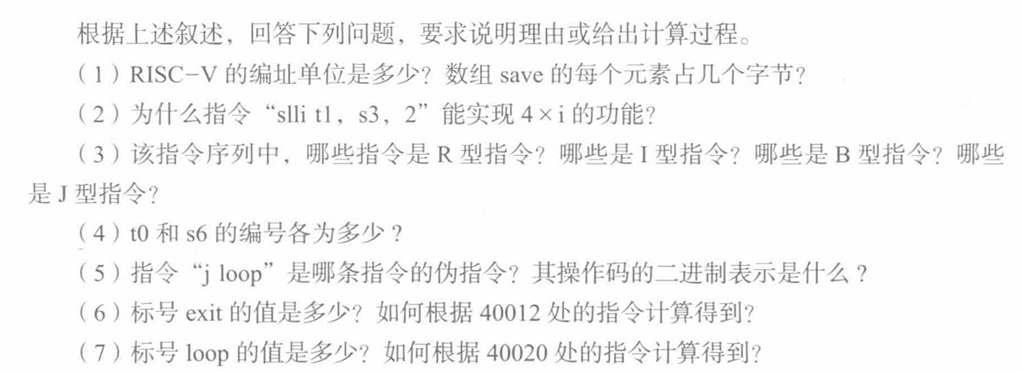 根据上述叙述，回答下列问题，要求说明理由或给出计算过程。
（1）RISC-V 的编址单位是多少？数组 save 的每个元素占几个字节？
（2）为什么指令“slli t1，s3，2”能实现 4×i 的功能？
（3）该指令序列中，哪些指令是 R 型指令？哪些是 I 型指令？哪些是 B 型指令？哪些
是 J 型指令？
（4）t0 和 s6 的编号各为多少？
（5）指令“j loop”是哪条指令的伪指令？其操作码的二进制表示是什么？
（6）标号 exit 的值是多少？如何根据 40012 处的指令计算得到？
（7）标号 loop 的值是多少？如何根据 40020 处的指令计算得到？